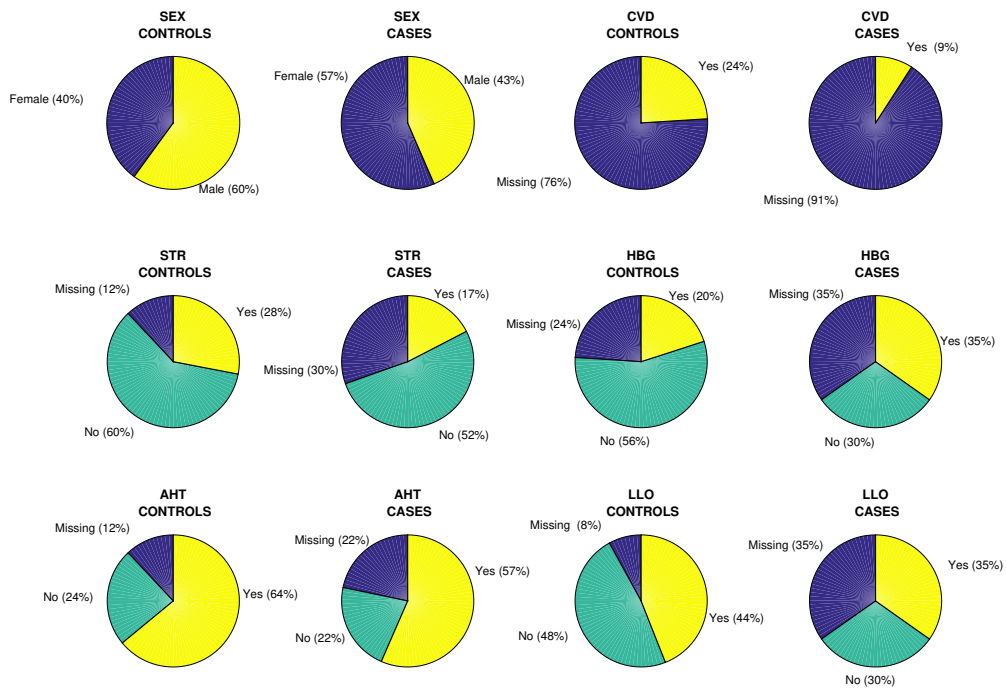 SEX
CONTROLS
Female (40%)
Male (60%)
SEX
CASES
Female (57%)
Male (43%)
CVD
CONTROLS
Yes (24%)
Missing (76%)
CVD
CASES
Yes (9%)
Missing (91%)
STR
CONTROLS
Missing (12%)
Yes (28%)
No (60%)
STR
CASES
Yes (17%)
Missing (30%)
No (52%)
HBG
CONTROLS
Yes (20%)
Missing (24%)
No (56%)
HBG
CASES
Missing (35%)
Yes (35%)
No (30%)
AHT
CONTROLS
Missing (12%)
No (24%)
Yes (64%)
AHT
CASES
Missing (22%)
Yes (57%)
No (22%)
LLO
CONTROLS
Missing (8%)
Yes (44%)
No (48%)
LLO
CASES
Missing (35%)
Yes (35%)
No (30%)